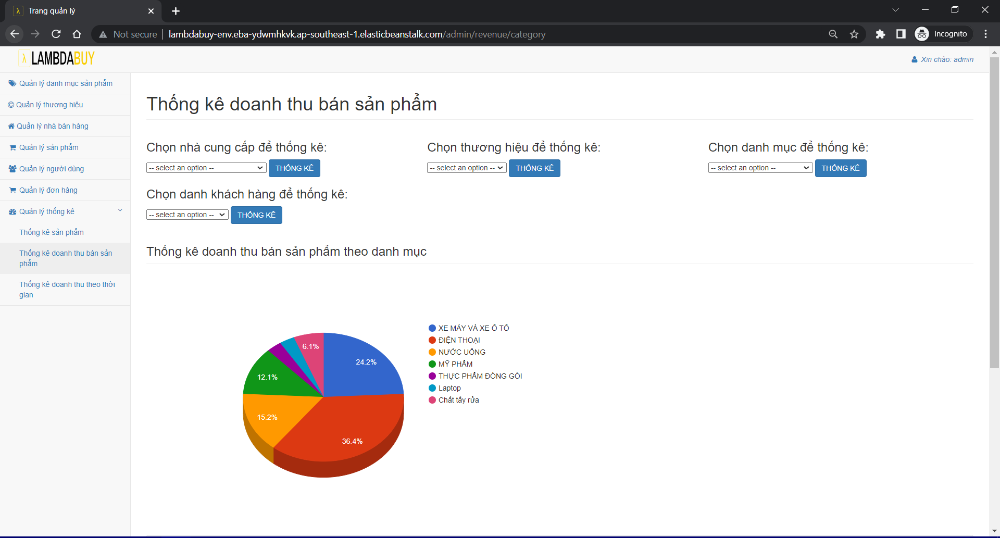 Trang quản lý
Not secure
lambdabuy-env.eba-ydwmhkvk.ap-southeast-1.elasticbeanstalk.com/admin/revenue/category
Incognito
λ LAMBDABUY
Xin chào: admin
Quản lý danh mục sản phẩm
Quản lý thương hiệu
Quản lý nhà bán hàng
Quản lý sản phẩm
Quản lý người dùng
Quản lý đơn hàng
Quản lý thống kê
Thống kê sản phẩm
Thống kê doanh thu bán sản
phẩm
Thống kê doanh thu theo thời
gian
Thống kê doanh thu bán sản phẩm
Chọn nhà cung cấp để thống kê:
-- select an option --
THỐNG KÊ
Chọn thương hiệu để thống kê:
-- select an option --
THỐNG KÊ
Chọn danh mục để thống kê:
-- select an option --
THỐNG KÊ
Chọn danh khách hàng để thống kê:
-- select an option --
THỐNG KÊ
Thống kê doanh thu bán sản phẩm theo danh mục
6.1%
24.2%
12.1%
15.2%
36.4%
XE MÁY VÀ XE Ô TÔ
ĐIỆN THOẠI
NƯỚC UỐNG
MỸ PHẨM
THỰC PHẨM ĐÓNG GÓI
Laptop
Chất tẩy rửa